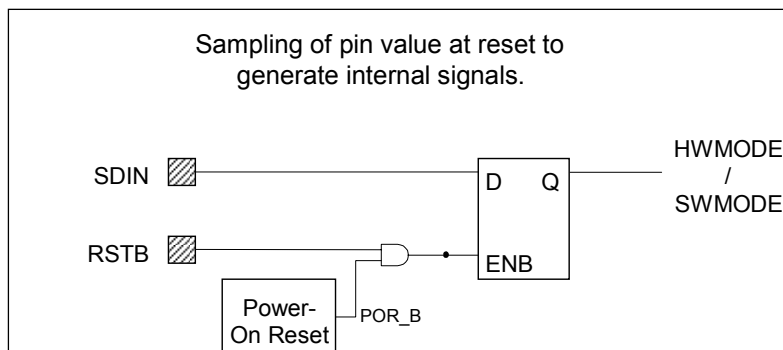 Sampling of pin value at reset to
generate internal signals.
SDIN
D
Q
HWMODE
/
SWMODE
RSTB
ENB
Power-
On Reset
POR_B